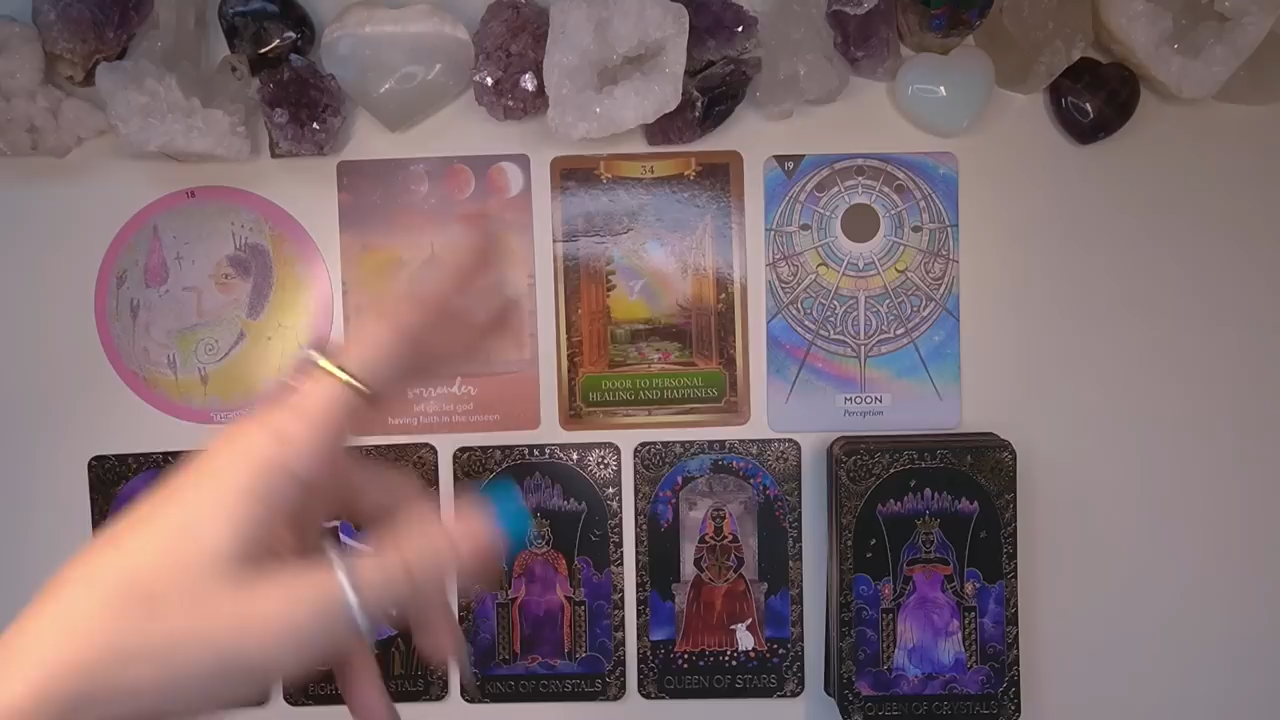 18
surrender
let go, let god
having faith in the unseen
34
DOOR TO PERSONAL
HEALING AND HAPPINESS
19
MOON
Perception
K
KING OF CRYSTALS
Q
QUEEN OF STARS
Q
QUEEN OF CRYSTALS